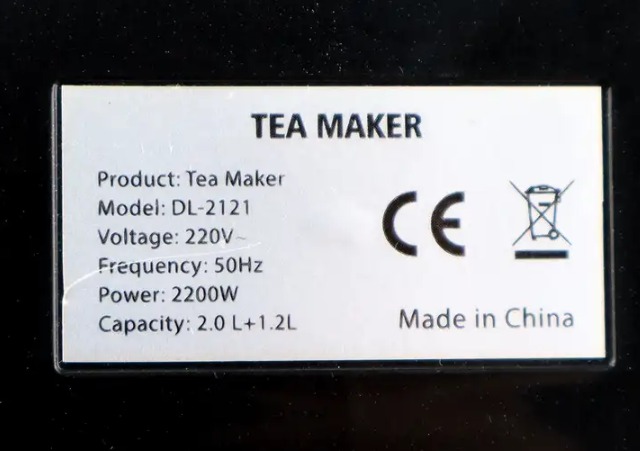 TEA MAKER
Product: Tea Maker
Model: DL-2121
Voltage: 220V~
Frequency: 50Hz
Power: 2200W
Capacity: 2.0 L+1.2L
CE
Made in China